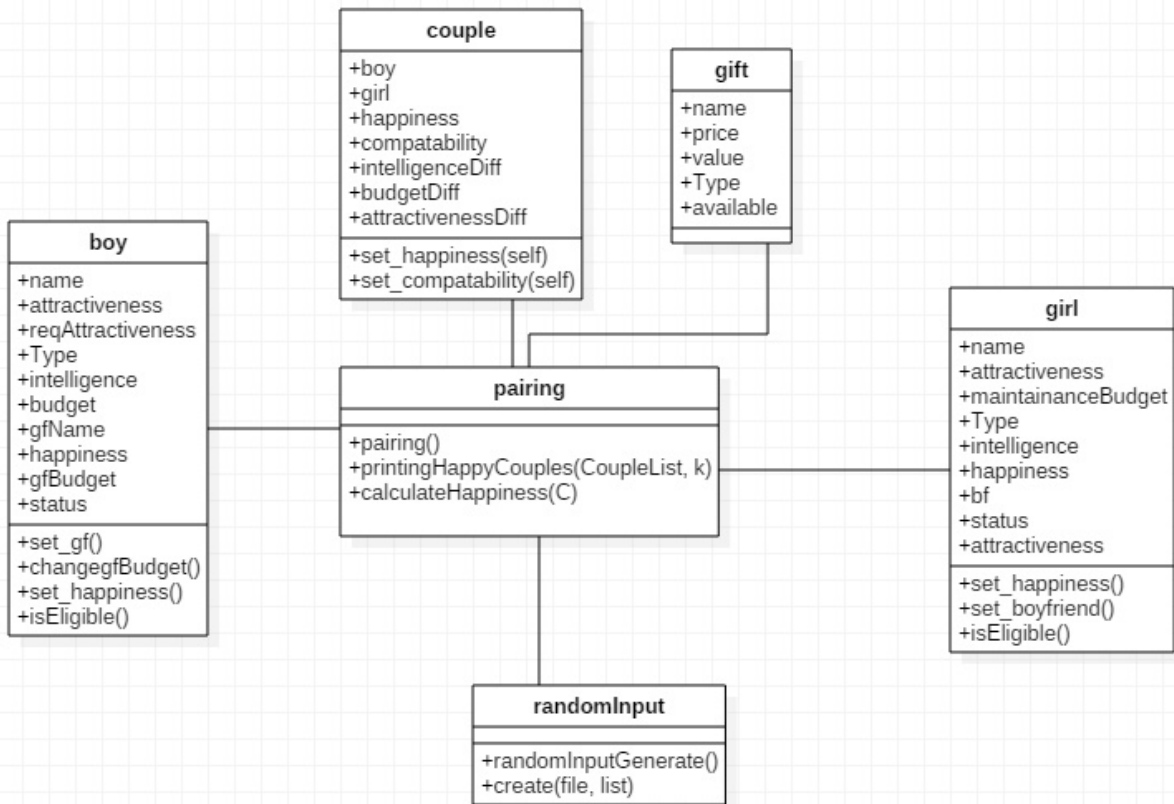 couple
+boy
+girl
+happiness
+compatability
+intelligenceDiff
+budgetDiff
+attractivenessDiff
+set_happiness(self)
+set_compatability(self)
gift
+name
+price
+value
+Type
+available
boy
+name
+attractiveness
+reqAttractiveness
+Type
+intelligence
+budget
+gfName
+happiness
+gfBudget
+status
+set_gf()
+changegfBudget()
+set_happiness()
+isEligible()
pairing
+pairing()
+printingHappyCouples(CoupleList, k)
+calculateHappiness(C)
girl
+name
+attractiveness
+maintainanceBudget
+Type
+intelligence
+happiness
+bf
+status
+attractiveness
+set_happiness()
+set_boyfriend()
+isEligible()
randomInput
+randomInputGenerate()
+create(file, list)